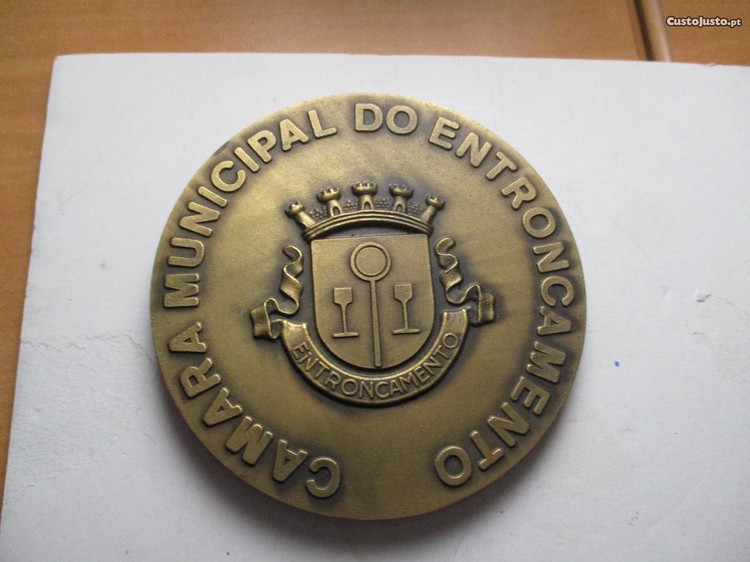 CustoJusto.pt
CAMARA MUNICIPAL DO ENTRONCAMENTO
ENTRONCAMENTO